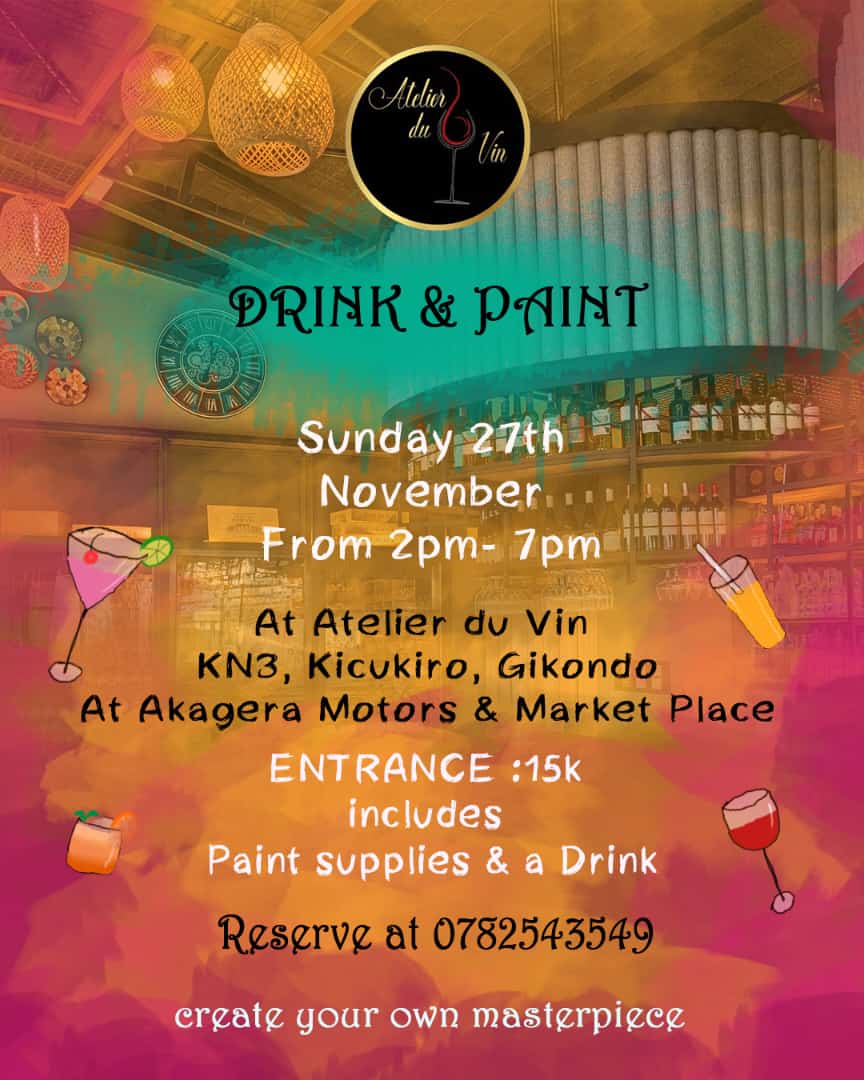 Atelier
du
Vin
DRINK & PAINT
Sunday 27th
November
From 2pm- 7pm
At Atelier du Vin
KN3, Kicukiro, Gikondo
At Akagera Motors & Market Place
ENTRANCE :15k
includes
Paint supplies & a Drink
Reserve at 0782543549
create your own masterpiece